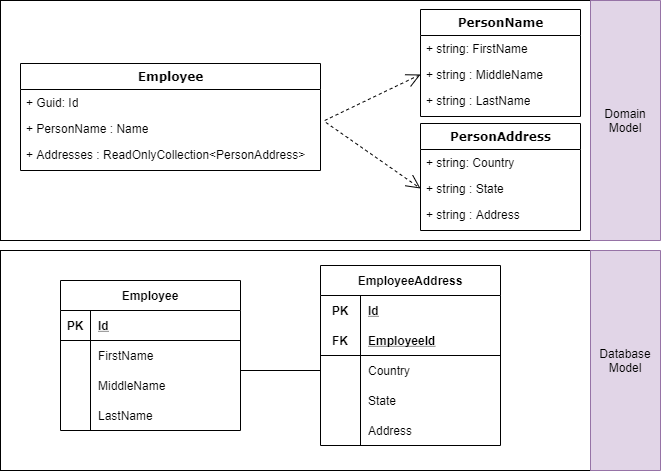 Employee
+ Guid: Id
+ PersonName : Name
+ Addresses : ReadOnlyCollection<PersonAddress>
PersonName
+ string: FirstName
+ string : MiddleName
+ string : LastName
PersonAddress
+ string: Country
+ string : State
+ string : Address
Domain
Model
Employee
PK Id
FirstName
MiddleName
LastName
EmployeeAddress
PK Id
FK EmployeeId
Country
State
Address
Database
Model